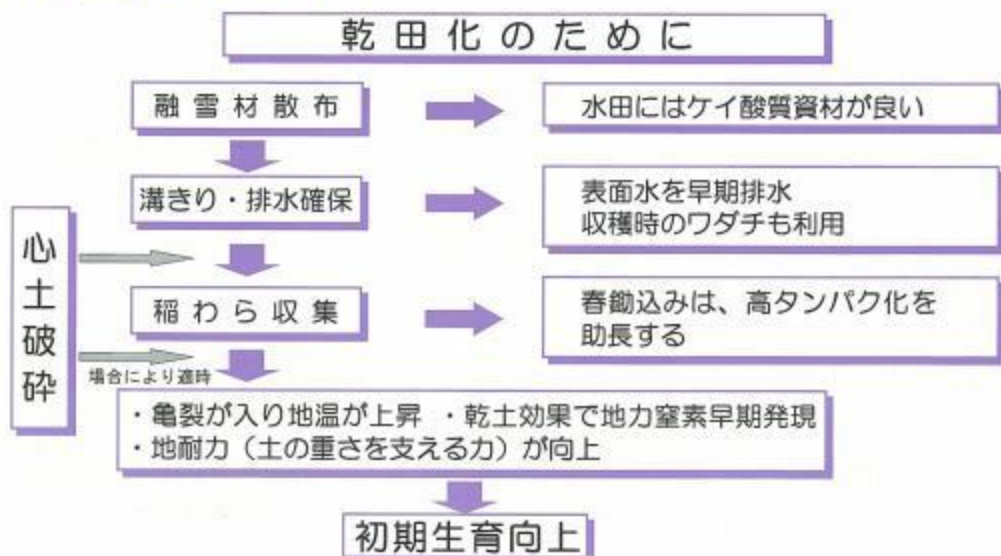 乾田化のために
融雪材散布
水田にはケイ酸質資材が良い
溝きり・排水確保
表面水を早期排水
収穫時のワダチも利用
心土破砕
稲わら収集
春鋤込みは、高タンパク化を
助長する
場合により適時
・亀裂が入り地温が上昇 ・乾土効果で地力窒素早期発現
・地耐力（土の重さを支える力）が向上
初期生育向上